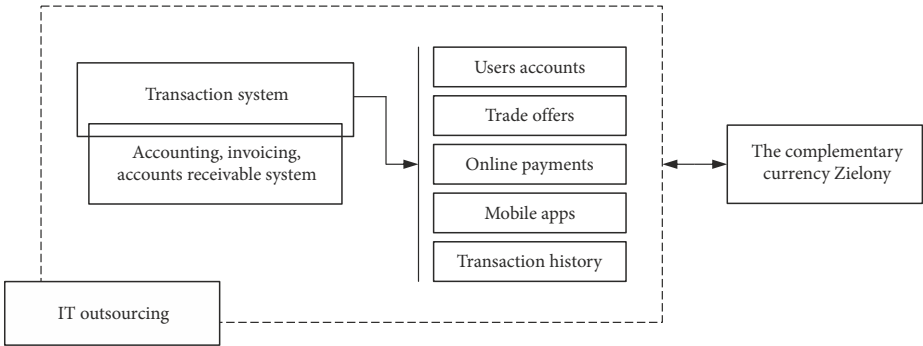 Transaction system
Accounting, invoicing,
accounts receivable system
Users accounts
Trade offers
Online payments
Mobile apps
Transaction history
The complementary
currency Zielony
IT outsourcing